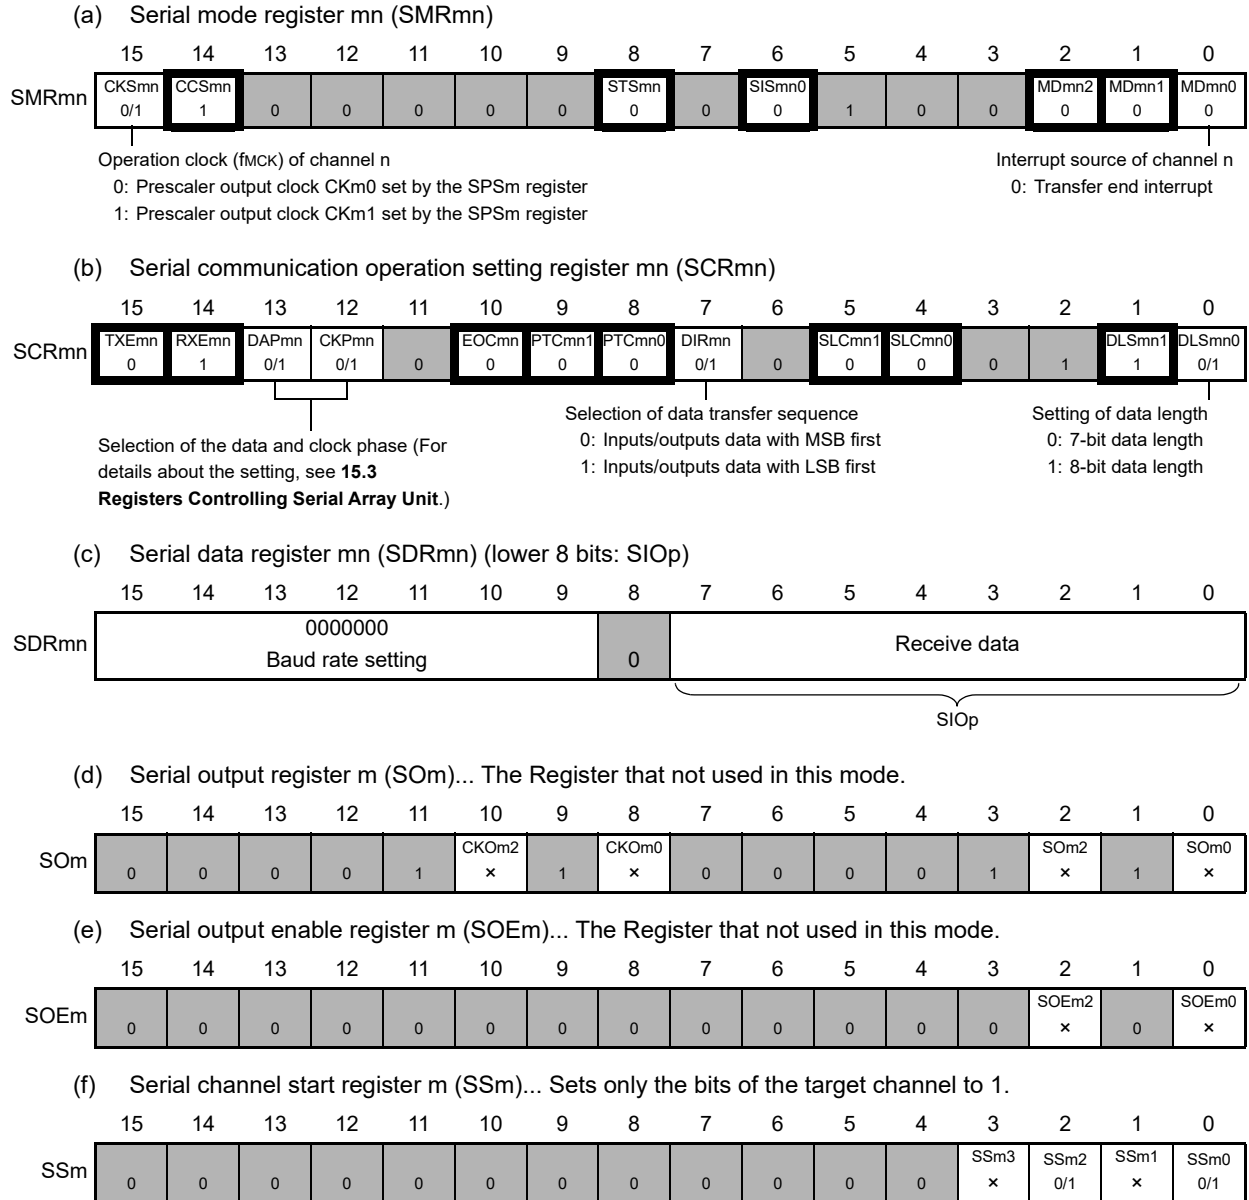 (a) Serial mode register mn (SMRmn)
15 14 13 12 11 10 9 8 7 6 5 4 3 2 1 0
SMRmn CKSmn CCSmn STSmn SISmn0 MDmn2 MDmn1 MDmn0
0/1 1 0 0 0 0 0 0 0 0 1 0 0 0 0 0
Operation clock (fMCK) of channel n
0: Prescaler output clock CKm0 set by the SPSm register
1: Prescaler output clock CKm1 set by the SPSm register
Interrupt source of channel n
0: Transfer end interrupt
(b) Serial communication operation setting register mn (SCRmn)
15 14 13 12 11 10 9 8 7 6 5 4 3 2 1 0
SCRmn TXEmn RXEmn DAPmn CKPmn EOCmn PTCmn1 PTCmn0 DIRmn SLCmn1 SLCmn0 DLSmn1 DLSmn0
0 1 0/1 0/1 0 0 0 0 0/1 0 0 0 0 1 1 0/1
Selection of the data and clock phase (For
details about the setting, see 15.3
Registers Controlling Serial Array Unit.)
Selection of data transfer sequence
0: Inputs/outputs data with MSB first
1: Inputs/outputs data with LSB first
Setting of data length
0: 7-bit data length
1: 8-bit data length
(c) Serial data register mn (SDRmn) (lower 8 bits: SIOp)
15 14 13 12 11 10 9 8 7 6 5 4 3 2 1 0
SDRmn 0000000
Baud rate setting 0 Receive data
SIOp
(d) Serial output register m (SOm)... The Register that not used in this mode.
15 14 13 12 11 10 9 8 7 6 5 4 3 2 1 0
SOm CKOm2 CKOm0 SOm2 SOm0
0 0 0 0 1 × 1 × 0 0 0 0 1 × 1 ×
(e) Serial output enable register m (SOEm)... The Register that not used in this mode.
15 14 13 12 11 10 9 8 7 6 5 4 3 2 1 0
SOEm SOEm2 SOEm0
0 0 0 0 0 0 0 0 0 0 0 0 0 × 0 ×
(f) Serial channel start register m (SSm)... Sets only the bits of the target channel to 1.
15 14 13 12 11 10 9 8 7 6 5 4 3 2 1 0
SSm SSm3 SSm2 SSm1 SSm0
0 0 0 0 0 0 0 0 0 0 0 0 × 0/1 × 0/1